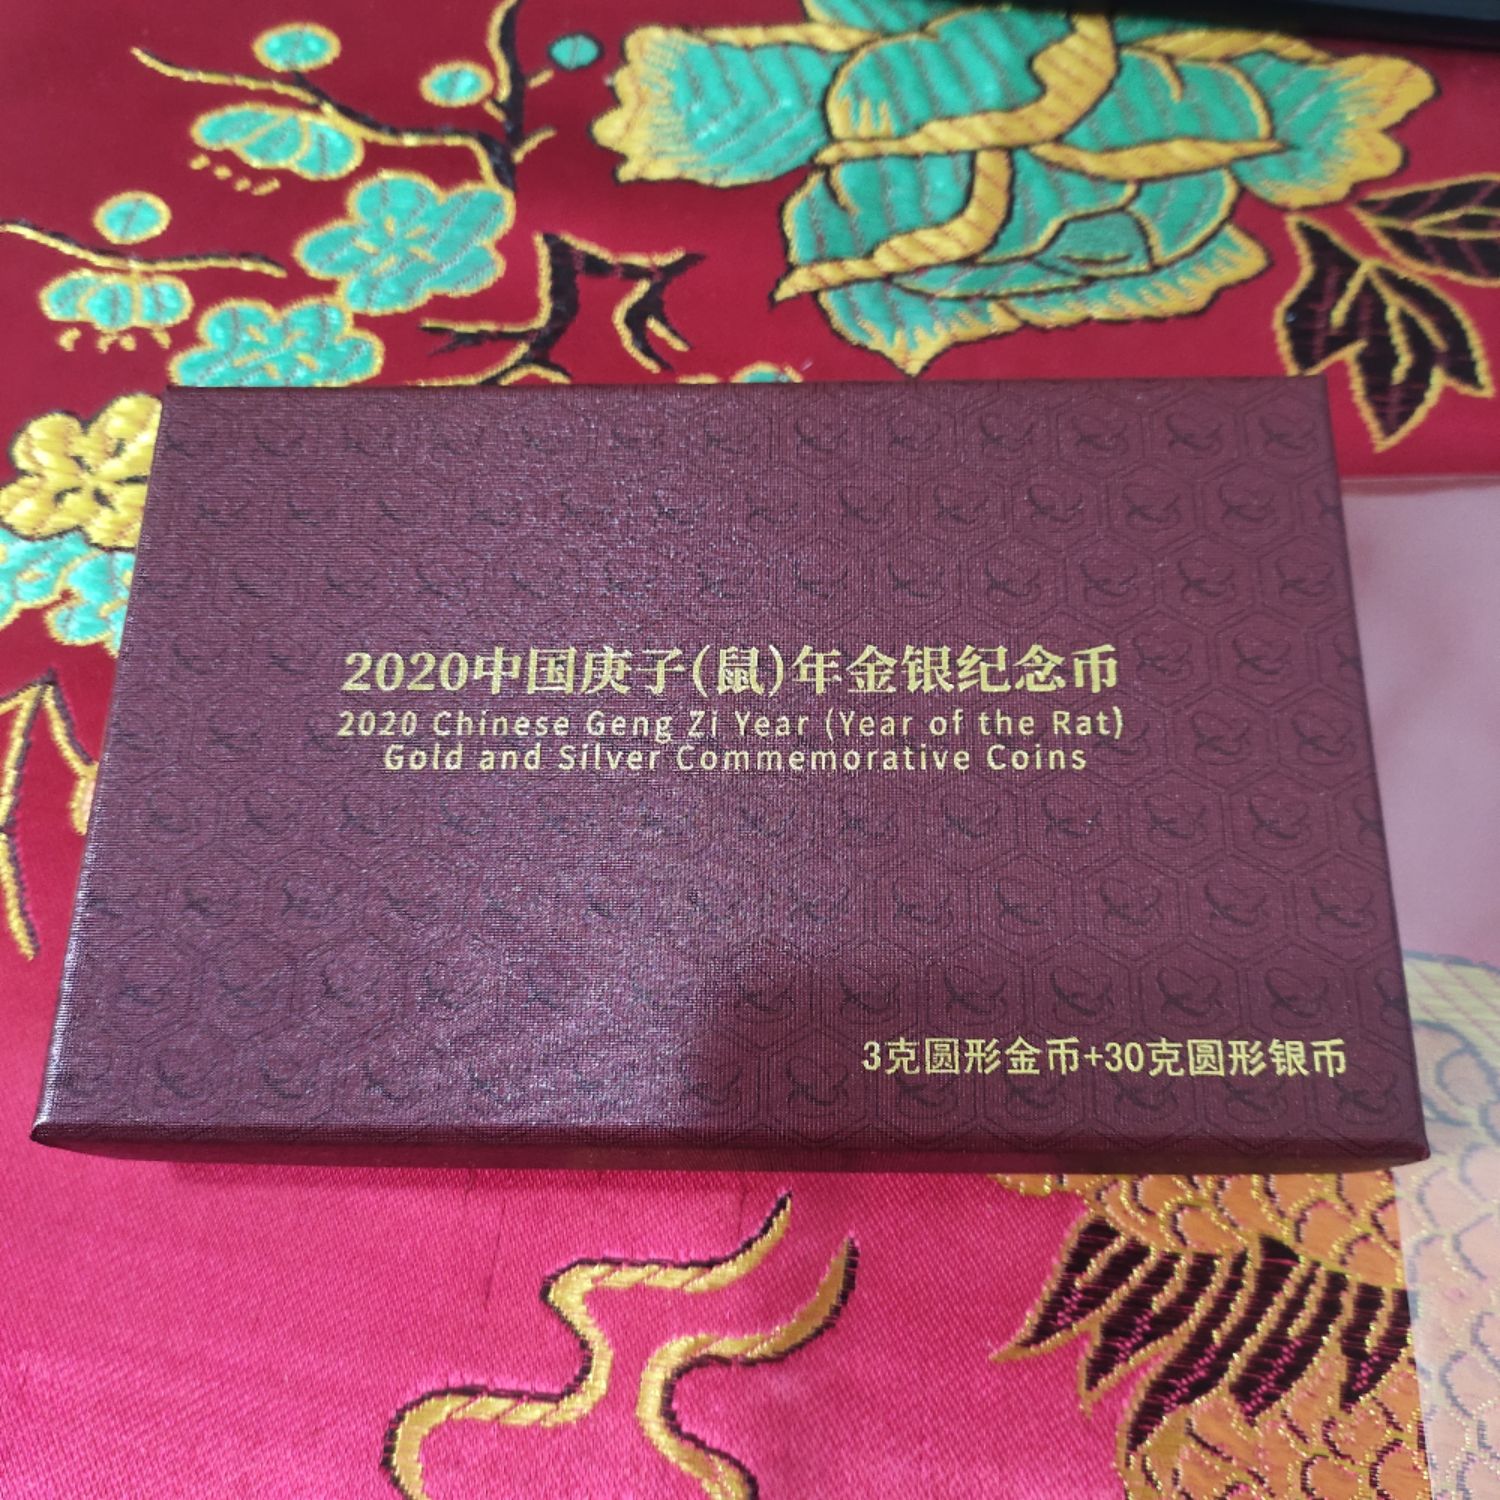 2020中国庚子(鼠)年金银纪念币
2020 Chinese Geng Zi Year (Year of the Rat)
Gold and Silver Commemorative Coins
3克圆形金币+30克圆形银币